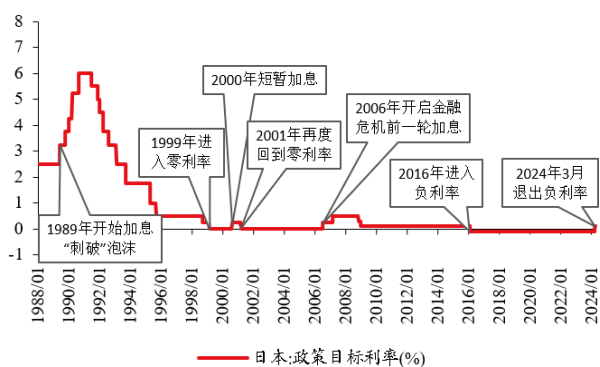 8
7
6
5
4
3
2
1
0
-1
2000年短暂加息
1999年进
入零利率
2001年再度
回到零利率
2006年开启金融
危机前一轮加息
2016年进入
负利率
2024年3月
退出负利率
1989年开始加息
“刺破”泡沫
1988/01
1990/01
1992/01
1994/01
1996/01
1998/01
2000/01
2002/01
2004/01
2006/01
2008/01
2010/01
2012/01
2014/01
2016/01
2018/01
2020/01
2022/01
2024/01
日本:政策目标利率(%)